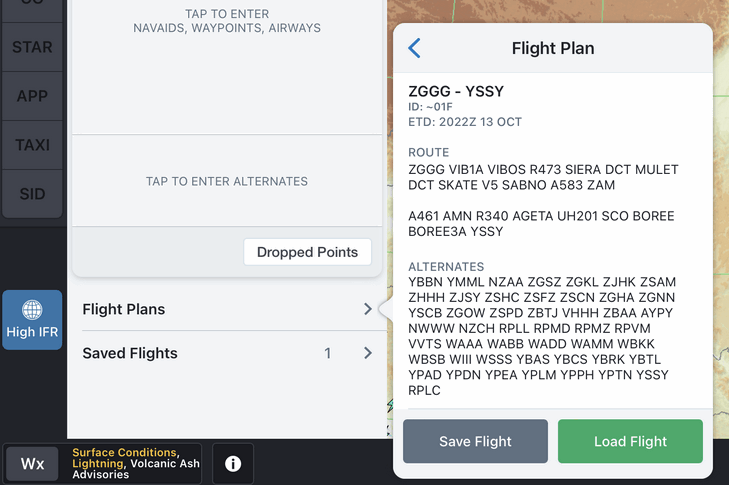 STAR
APP
TAXI
SID
High IFR
TAP TO ENTER
NAVAIDS, WAYPOINTS, AIRWAYS
TAP TO ENTER ALTERNATES
Dropped Points
Flight Plans
Saved Flights 1
Wx
Surface Conditions,
Lightning, Volcanic Ash
Advisories
Flight Plan
ZGGG - YSSY
ID: ~01F
ETD: 2022Z 13 OCT
ROUTE
ZGGG VIB1A VIBOS R473 SIERA DCT MULET
DCT SKATE V5 SABNO A583 ZAM
A461 AMN R340 AGETA UH201 SCO BOREE
BOREE3A YSSY
ALTERNATES
YBBN YMML NZAA ZGSZ ZGKL ZJHK ZSAM
ZHHH ZJSY ZSHC ZSFZ ZSCN ZGHA ZGNN
YSCB ZGOW ZSPD ZBTJ VHHH ZBAA AYPY
NWWW NZCH RPLL RPMD RPMZ RPVM
VVTS WAAA WABB WADD WAMM WBKK
WBSB WIII WSSS YBAS YBCS YBRK YBTL
YPAD YPDN YPEA YPLM YPPH YPTN YSSY
RPLC
Save Flight
Load Flight